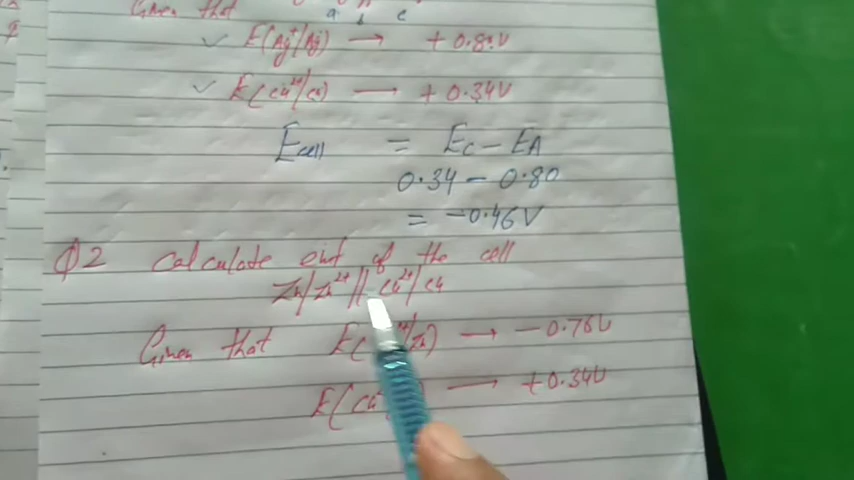 Given that
a b c
✓ E(Ag⁺/Ag) → + 0.80V
✓ E(Cu²⁺/Cu) → + 0.34V
Ecell = EC - EA
0.34 - 0.80
= -0.46V
Q2 Calculate emf of the cell
Zn/Zn²⁺// Cu²⁺/Cu
Given that E( /Zn) → -0.76V
E(Cu ) → +0.34V